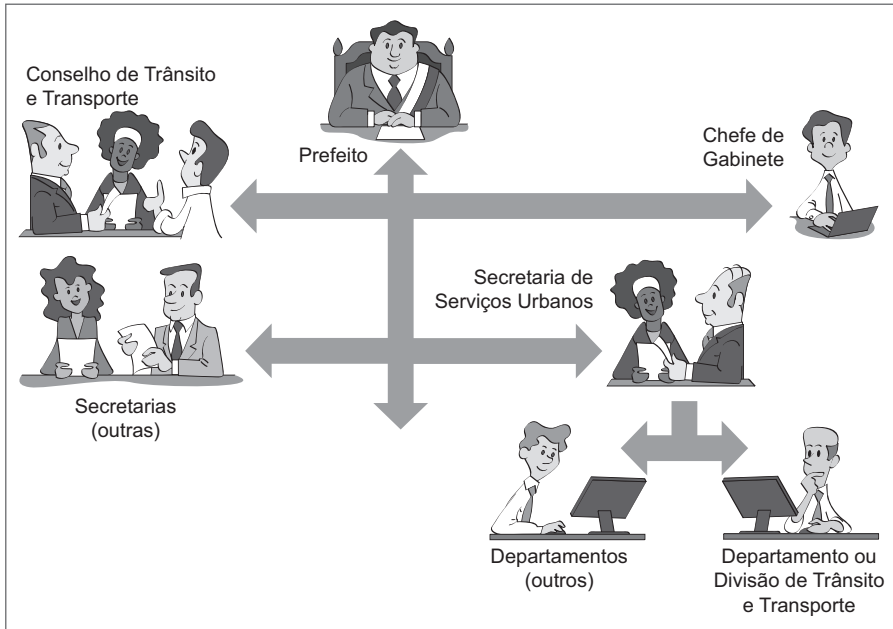 Conselho de Trânsito
e Transporte
Prefeito
Chefe de
Gabinete
Secretaria de
Serviços Urbanos
Secretarias
(outras)
Departamentos
(outros)
Departamento ou
Divisão de Trânsito
e Transporte